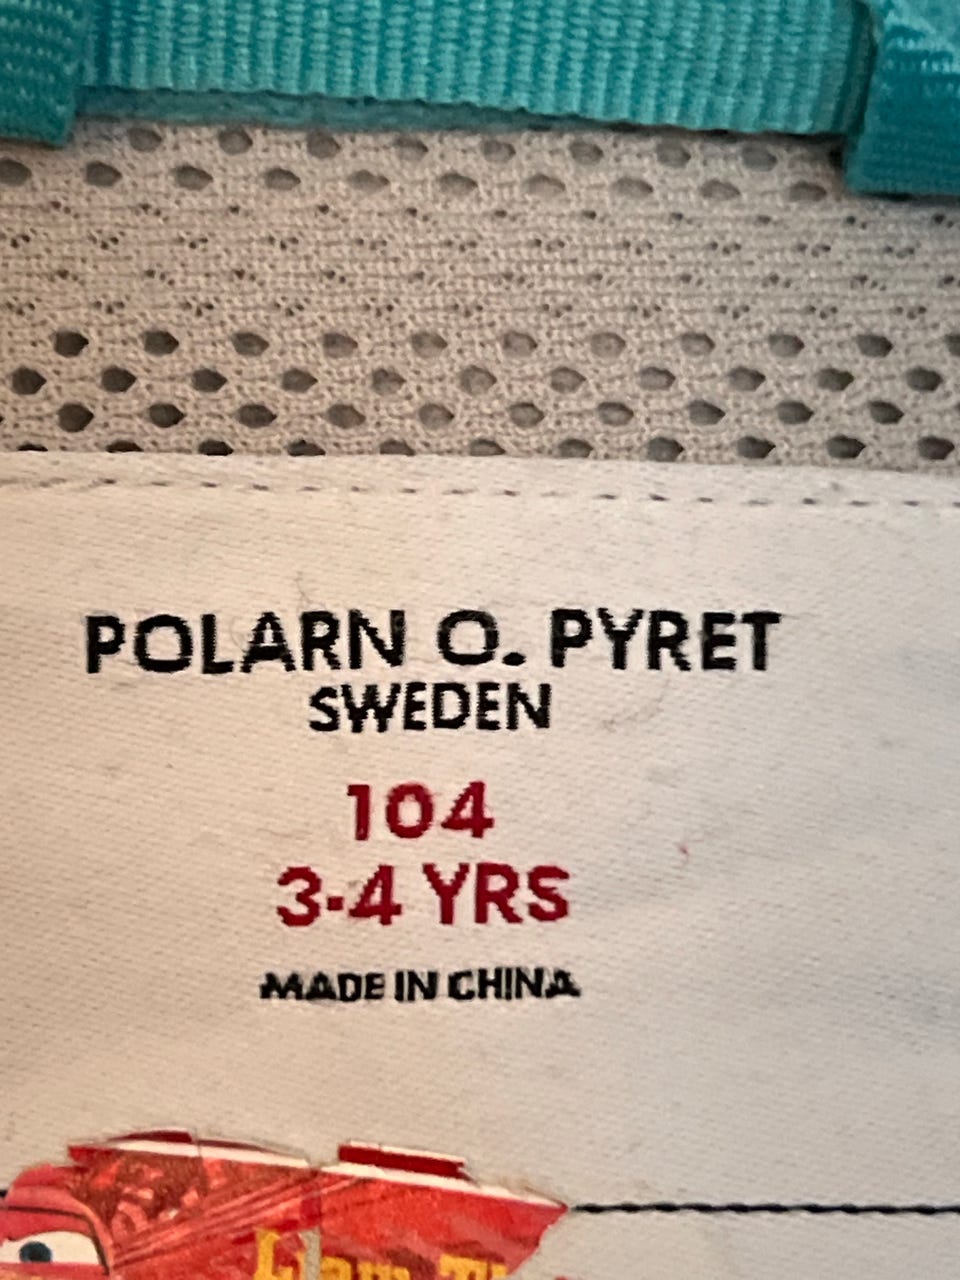 POLARN O. PYRET
SWEDEN
104
3-4 YRS
MADE IN CHINA